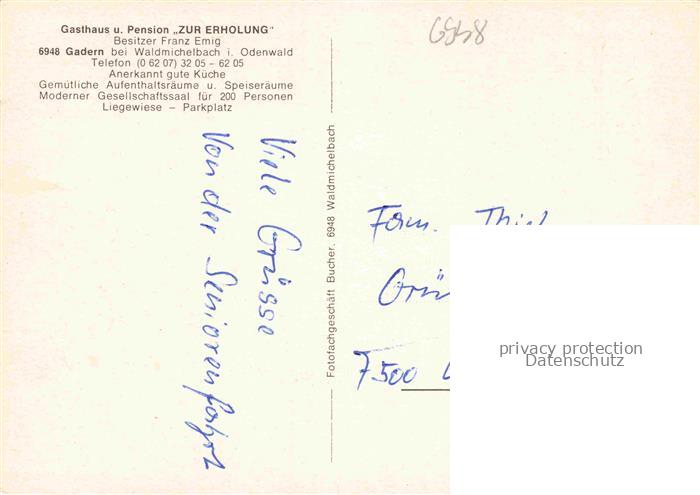 Gasthaus u. Pension „ZUR ERHOLUNG“
Besitzer Franz Emig
6948 Gadern bei Waldmichelbach i. Odenwald
Telefon (0 62 07) 32 05 – 62 05
Anerkannt gute Küche
Gemütliche Aufenthaltsräume u. Speiseräume
Moderner Gesellschaftssaal für 200 Personen
Liegewiese – Parkplatz
Viele Grüsse
Von der Seniorenfahrt
Fotofachgeschäft Bucher. 6948 Waldmichelbach
6948
Fam.
7500
privacy protection
Datenschutz